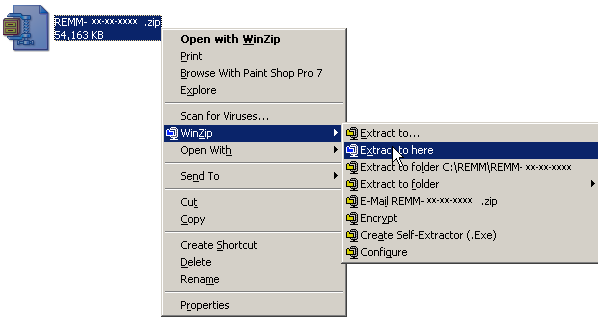 REMM- xx-xx-xxxx .zip
54,163 KB
Open with WinZip
Print
Browse With Paint Shop Pro 7
Explore
Scan for Viruses...
WinZip
Open With
Send To
Cut
Copy
Create Shortcut
Delete
Rename
Properties
Extract to...
Extract to here
Extract to folder C:\REMM\REMM- xx-xx-xxxx
Extract to folder
E-Mail REMM- xx-xx-xxxx .zip
Encrypt
Create Self-Extractor (.Exe)
Configure